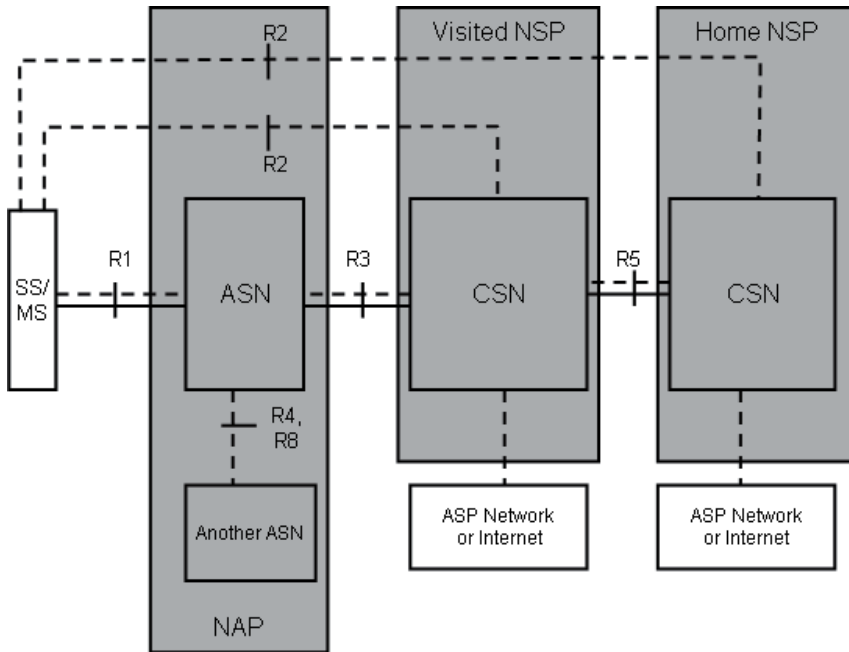 R2
Visited NSP
Home NSP
R2
SS/
MS
R1
ASN
R3
CSN
R5
CSN
R4,
R8
Another ASN
ASP Network
or Internet
ASP Network
or Internet
NAP